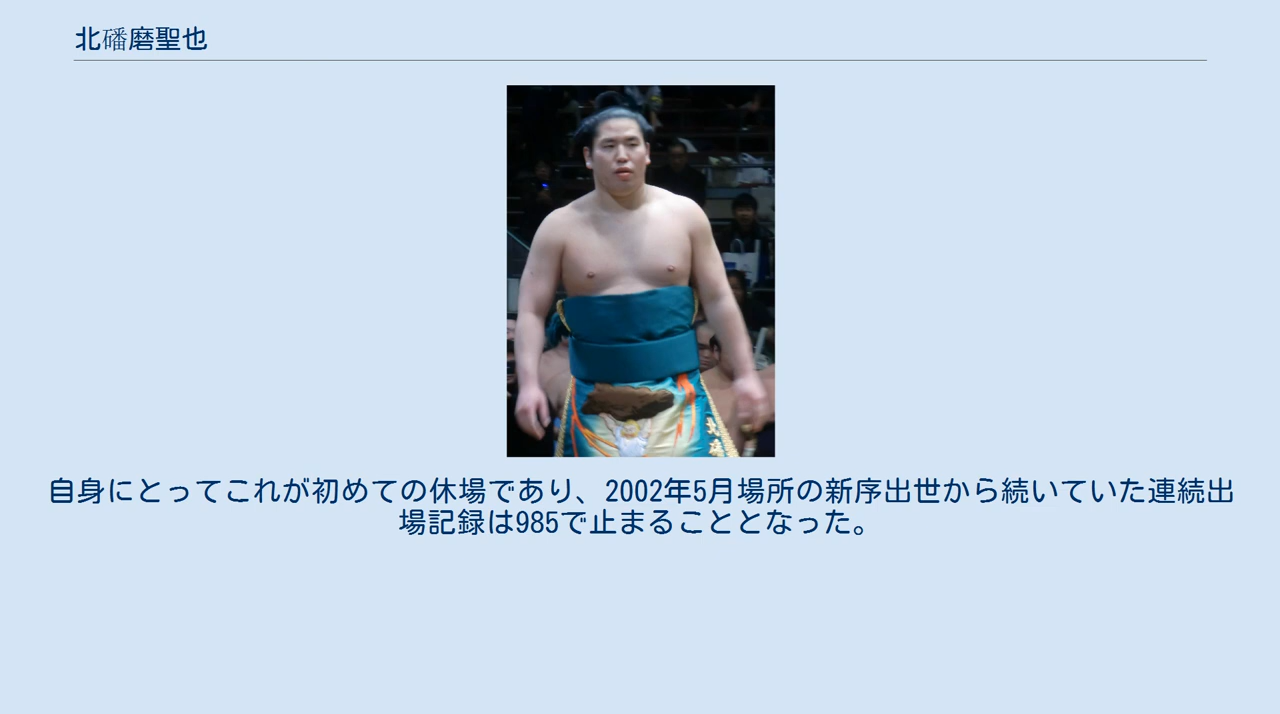 北磻磨聖也
自身にとってこれが初めての休場であり、2002年5月場所の新序出世から続いていた連続出
場記録は985で止まることとなった。